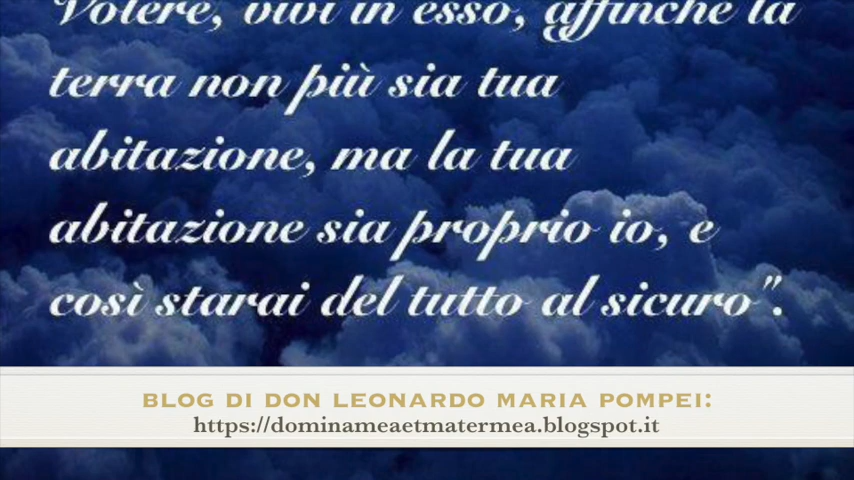 Volere, vivi in esso, affinché la
terra non più sia tua
abitazione, ma la tua
abitazione sia proprio io, e
così starai del tutto al sicuro".
BLOG DI DON LEONARDO MARIA POMPEI:
https://dominameaetmatermea.blogspot.it